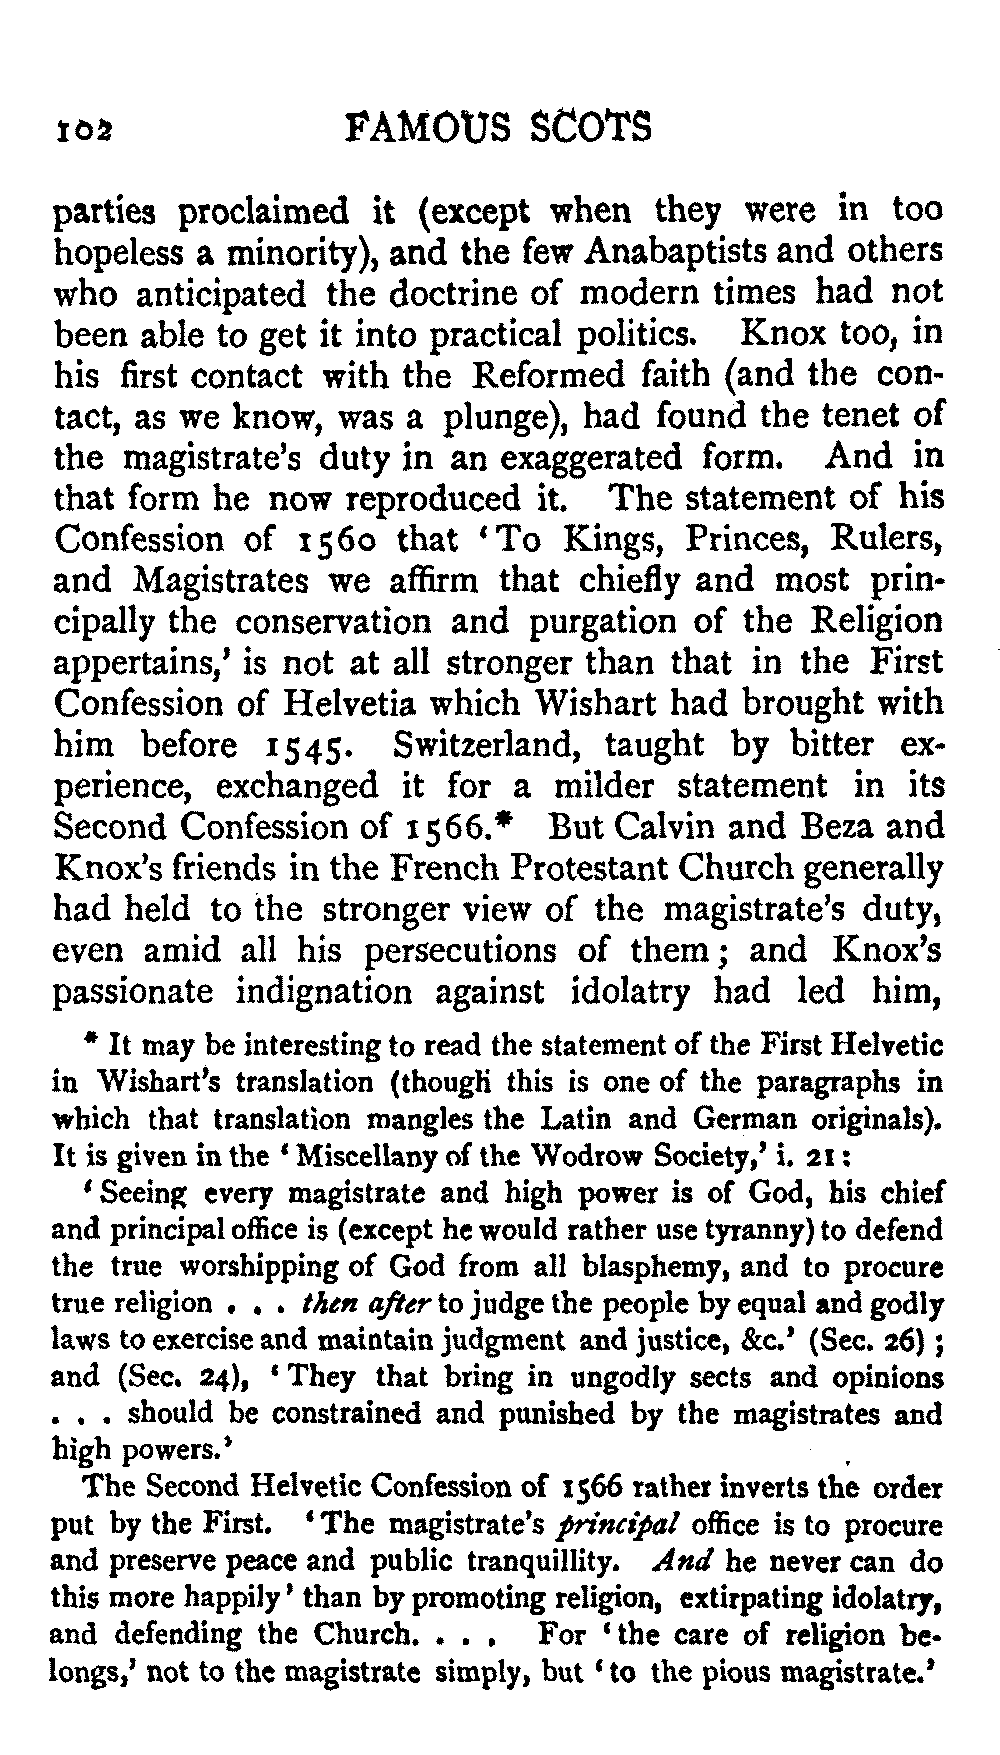 102 FAMOUS SCOTS
parties proclaimed it (except when they were in too
hopeless a minority), and the few Anabaptists and others
who anticipated the doctrine of modern times had not
been able to get it into practical politics. Knox too, in
his first contact with the Reformed faith (and the con-
tact, as we know, was a plunge), had found the tenet of
the magistrate's duty in an exaggerated form. And in
that form he now reproduced it. The statement of his
Confession of 1560 that ‘To Kings, Princes, Rulers,
and Magistrates we affirm that chiefly and most prin-
cipally the conservation and purgation of the Religion
appertains,’ is not at all stronger than that in the First
Confession of Helvetia which Wishart had brought with
him before 1545. Switzerland, taught by bitter ex-
perience, exchanged it for a milder statement in its
Second Confession of 1566.* But Calvin and Beza and
Knox's friends in the French Protestant Church generally
had held to the stronger view of the magistrate's duty,
even amid all his persecutions of them; and Knox's
passionate indignation against idolatry had led him,
* It may be interesting to read the statement of the First Helvetic
in Wishart's translation (though this is one of the paragraphs in
which that translation mangles the Latin and German originals).
It is given in the ‘Miscellany of the Wodrow Society,’ i. 21:
‘Seeing every magistrate and high power is of God, his chief
and principal office is (except he would rather use tyranny) to defend
the true worshipping of God from all blasphemy, and to procure
true religion . . . then after to judge the people by equal and godly
laws to exercise and maintain judgment and justice, &c.’ (Sec. 26);
and (Sec. 24), ‘They that bring in ungodly sects and opinions
. . . should be constrained and punished by the magistrates and
high powers.’
The Second Helvetic Confession of 1566 rather inverts the order
put by the First. ‘The magistrate's principal office is to procure
and preserve peace and public tranquillity. And he never can do
this more happily’ than by promoting religion, extirpating idolatry,
and defending the Church. . . . For ‘the care of religion be-
longs,’ not to the magistrate simply, but ‘to the pious magistrate.’